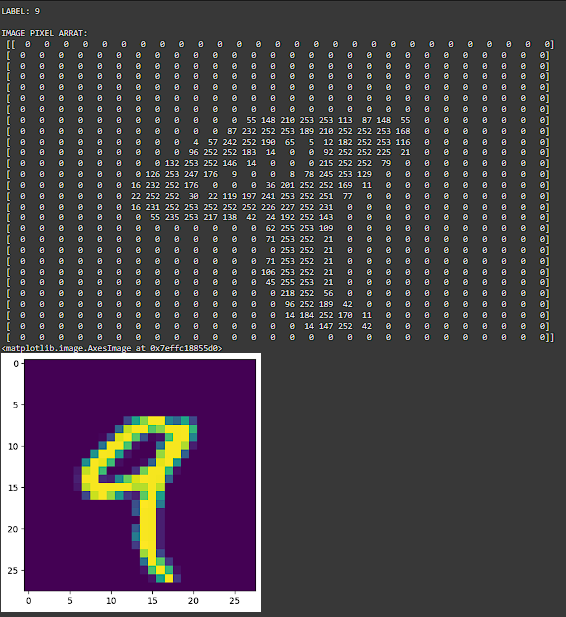 LABEL: 9
IMAGE PIXEL ARRAT:
[[ 0 0 0 0 0 0 0 0 0 0 0 0 0 0 0 0 0 0 0 0 0 0 0 0 0 0 0 0]
[ 0 0 0 0 0 0 0 0 0 0 0 0 0 0 0 0 0 0 0 0 0 0 0 0 0 0 0 0]
[ 0 0 0 0 0 0 0 0 0 0 0 0 0 0 0 0 0 0 0 0 0 0 0 0 0 0 0 0]
[ 0 0 0 0 0 0 0 0 0 0 0 0 0 0 0 0 0 0 0 0 0 0 0 0 0 0 0 0]
[ 0 0 0 0 0 0 0 0 0 0 0 0 0 0 0 0 0 0 0 0 0 0 0 0 0 0 0 0]
[ 0 0 0 0 0 0 0 0 0 0 0 0 0 0 0 0 0 0 0 0 0 0 0 0 0 0 0 0]
[ 0 0 0 0 0 0 0 0 0 0 0 0 0 0 0 0 0 0 0 0 0 0 0 0 0 0 0 0]
[ 0 0 0 0 0 0 0 0 0 0 0 0 55 148 210 253 253 113 87 148 55 0 0 0 0 0 0 0]
[ 0 0 0 0 0 0 0 0 0 0 0 87 232 252 253 189 210 252 252 253 168 0 0 0 0 0 0 0]
[ 0 0 0 0 0 0 0 0 0 4 57 242 252 190 65 5 12 182 252 253 116 0 0 0 0 0 0 0]
[ 0 0 0 0 0 0 0 0 0 96 252 252 183 14 0 0 92 252 252 225 21 0 0 0 0 0 0 0]
[ 0 0 0 0 0 0 0 0 132 253 252 146 14 0 0 0 215 252 252 79 0 0 0 0 0 0 0 0]
[ 0 0 0 0 0 0 0 126 253 247 176 9 0 0 8 78 245 253 129 0 0 0 0 0 0 0 0 0]
[ 0 0 0 0 0 0 16 232 252 176 0 0 0 36 201 252 252 169 11 0 0 0 0 0 0 0 0 0]
[ 0 0 0 0 0 0 22 252 252 30 22 119 197 241 253 252 251 77 0 0 0 0 0 0 0 0 0 0]
[ 0 0 0 0 0 0 16 231 252 253 252 252 252 226 227 252 231 0 0 0 0 0 0 0 0 0 0 0]
[ 0 0 0 0 0 0 0 55 235 253 217 138 42 24 192 252 143 0 0 0 0 0 0 0 0 0 0 0]
[ 0 0 0 0 0 0 0 0 0 0 0 0 0 62 255 253 109 0 0 0 0 0 0 0 0 0 0 0]
[ 0 0 0 0 0 0 0 0 0 0 0 0 0 71 253 252 21 0 0 0 0 0 0 0 0 0 0 0]
[ 0 0 0 0 0 0 0 0 0 0 0 0 0 0 253 252 21 0 0 0 0 0 0 0 0 0 0 0]
[ 0 0 0 0 0 0 0 0 0 0 0 0 0 71 253 252 21 0 0 0 0 0 0 0 0 0 0 0]
[ 0 0 0 0 0 0 0 0 0 0 0 0 0 106 253 252 21 0 0 0 0 0 0 0 0 0 0 0]
[ 0 0 0 0 0 0 0 0 0 0 0 0 0 45 255 253 21 0 0 0 0 0 0 0 0 0 0 0]
[ 0 0 0 0 0 0 0 0 0 0 0 0 0 0 218 252 56 0 0 0 0 0 0 0 0 0 0 0]
[ 0 0 0 0 0 0 0 0 0 0 0 0 0 0 96 252 189 42 0 0 0 0 0 0 0 0 0 0]
[ 0 0 0 0 0 0 0 0 0 0 0 0 0 0 14 184 252 170 11 0 0 0 0 0 0 0 0 0]
[ 0 0 0 0 0 0 0 0 0 0 0 0 0 0 0 14 147 252 42 0 0 0 0 0 0 0 0 0]
[ 0 0 0 0 0 0 0 0 0 0 0 0 0 0 0 0 0 0 0 0 0 0 0 0 0 0 0 0]]
<matplotlib.image.AxesImage at 0x7effc18855d0>
0
5
10
15
20
25
0 5 10 15 20 25